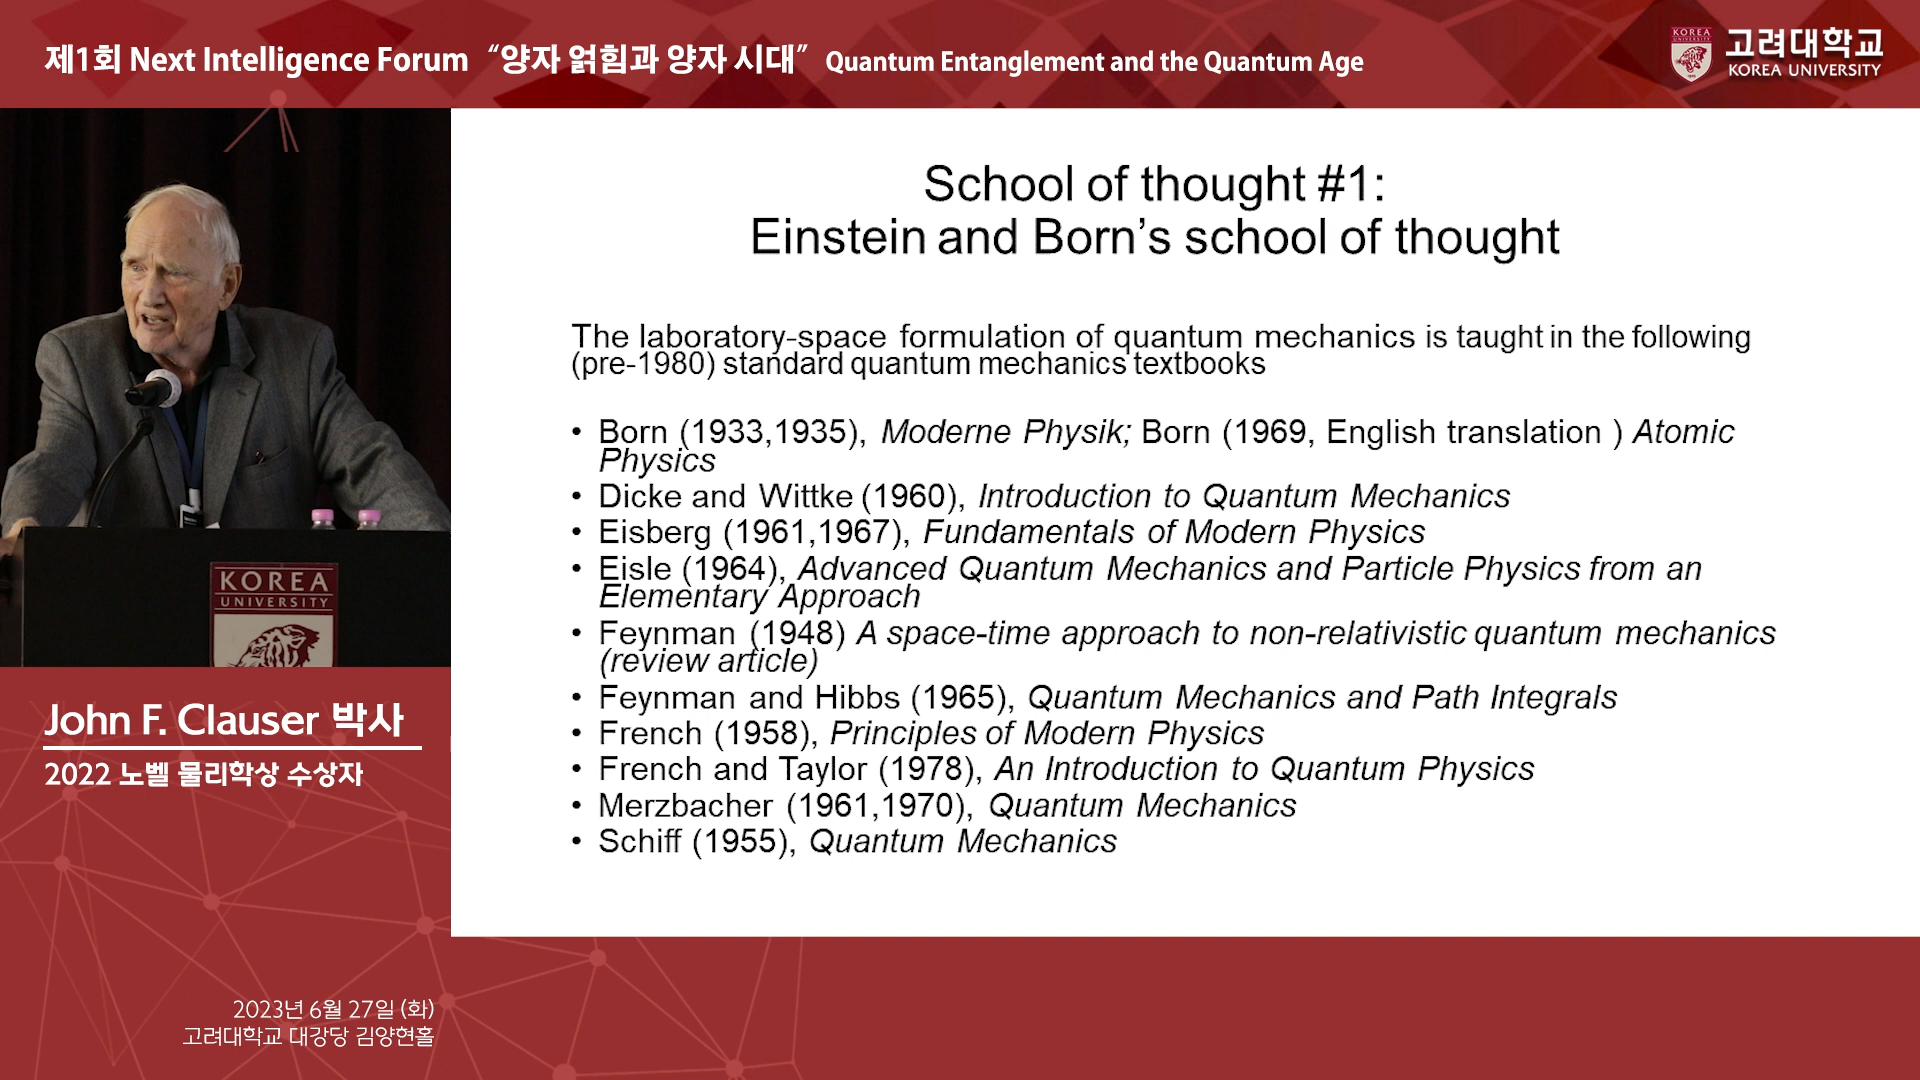 제1회 Next Intelligence Forum “양자 얽힘과 양자 시대” Quantum Entanglement and the Quantum Age
KOREA
UNIVERSITY
고려대학교
KOREA UNIVERSITY
School of thought #1:
Einstein and Born’s school of thought
The laboratory-space formulation of quantum mechanics is taught in the following
(pre-1980) standard quantum mechanics textbooks
• Born (1933,1935), Moderne Physik; Born (1969, English translation ) Atomic
Physics
• Dicke and Wittke (1960), Introduction to Quantum Mechanics
• Eisberg (1961,1967), Fundamentals of Modern Physics
• Eisle (1964), Advanced Quantum Mechanics and Particle Physics from an
Elementary Approach
• Feynman (1948) A space-time approach to non-relativistic quantum mechanics
(review article)
• Feynman and Hibbs (1965), Quantum Mechanics and Path Integrals
• French (1958), Principles of Modern Physics
• French and Taylor (1978), An Introduction to Quantum Physics
• Merzbacher (1961,1970), Quantum Mechanics
• Schiff (1955), Quantum Mechanics
KOREA
UNIVERSITY
John F. Clauser 박사
2022 노벨 물리학상 수상자
2023년 6월 27일 (화)
고려대학교 대강당 김양현홀